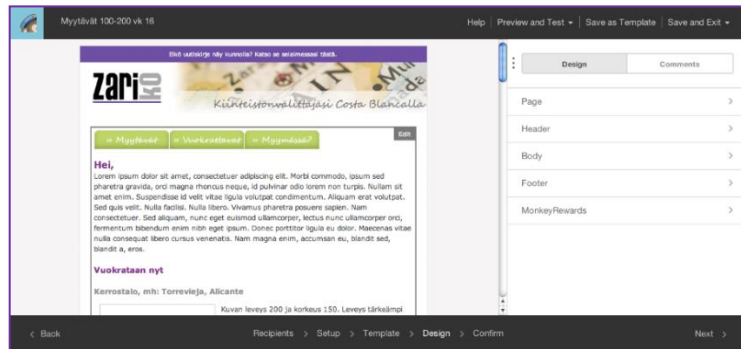 Myytävät 100-200 vk 16
Help
Preview and Test
Save as Template
Save and Exit
Eikö uutiskirje näy kunnolla? Katso se selaimessasi tästä.
zariko
Kiinteistönvälittäjäsi Costa Blancalla
» Myytävät
» Vuokrattavat
» Myymässä?
Edit
Hei,
Lorem ipsum dolor sit amet, consectetuer adipiscing elit. Morbi commodo, ipsum sed
pharetra gravida, orci magna rhoncus neque, id pulvinar odio lorem non turpis. Nullam sit
amet enim. Suspendisse id velit vitae ligula volutpat condimentum. Aliquam erat volutpat.
Sed quis velit. Nulla facilisi. Nulla libero. Vivamus pharetra posuere sapien. Nam
consectetuer. Sed aliquam, nunc eget euismod ullamcorper, lectus nunc ullamcorper orci,
fermentum bibendum enim nibh eget ipsum. Donec porttitor ligula eu dolor. Maecenas vitae
nulla consequat libero cursus venenatis. Nam magna enim, accumsan eu, blandit sed,
blandit a, eros.
Vuokrataan nyt
Kerrostalo, mh: Torrevieja, Alicante
Kuvan leveys 200 ja korkeus 150. Leveys tärkeämpi
Design
Comments
Page
Header
Body
Footer
MonkeyRewards
< Back
Recipients > Setup > Template > Design > Confirm
Next >